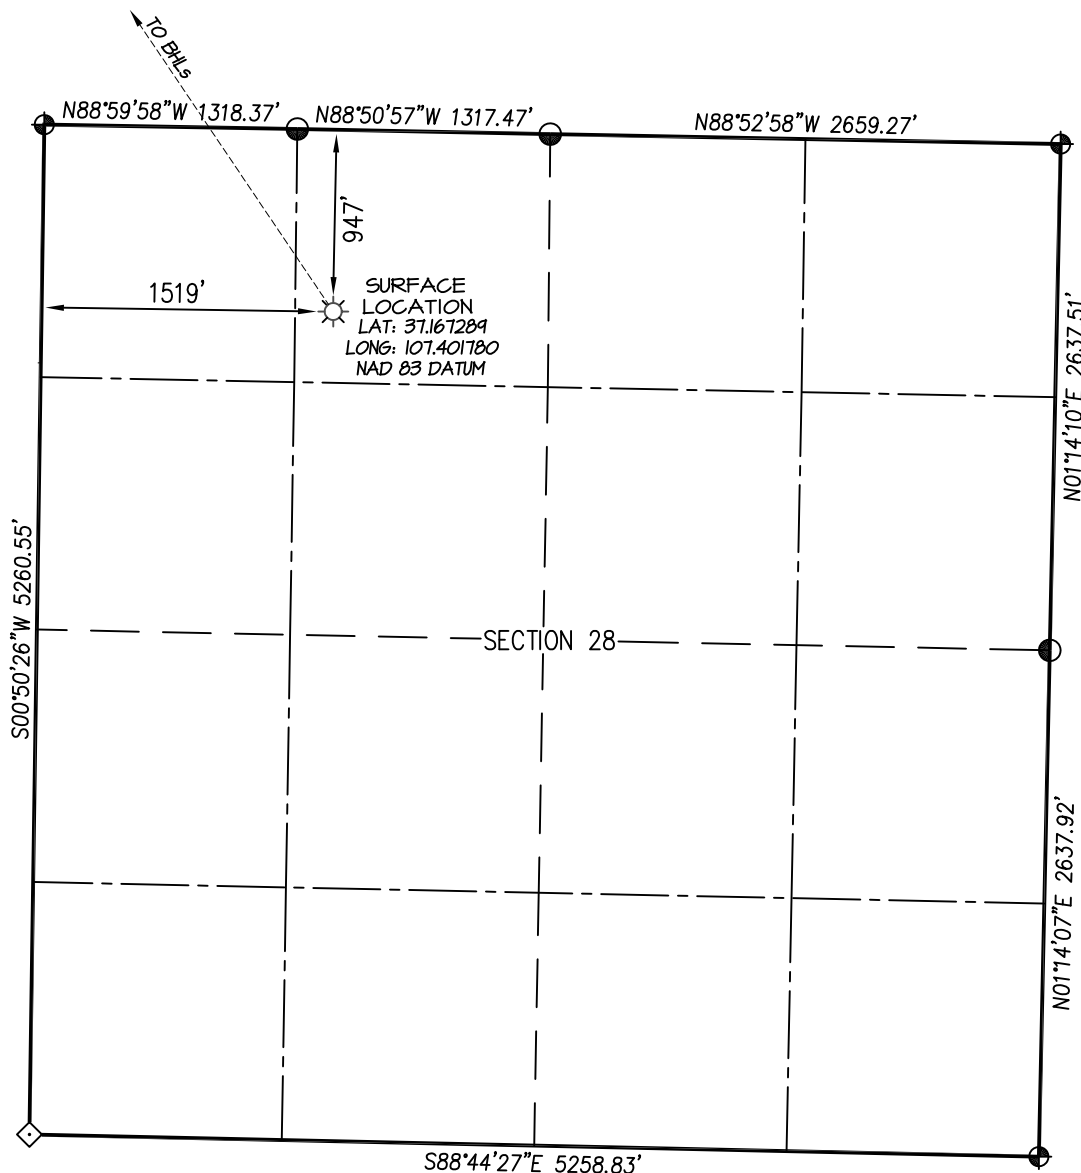 TO BHLs
N88°59'58"W 1318.37'
N88°50'57"W 1317.47'
N88°52'58"W 2659.27'
947'
1519'
SURFACE
LOCATION
LAT: 37.167289
LONG: 107.401780
NAD 83 DATUM
N01°14'10"E 2637.51'
S00°50'26"W 5260.55'
SECTION 28
N01°14'07"E 2637.92'
S88°44'27"E 5258.83'